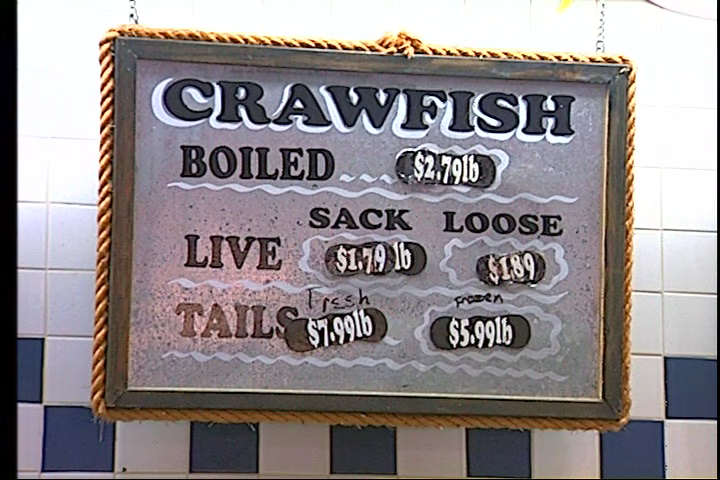 CRAWFISH
BOILED $2.79lb
SACK LOOSE
LIVE $1.79 lb $1.89
Fresh Frozen
TAILS $7.99lb $5.99lb